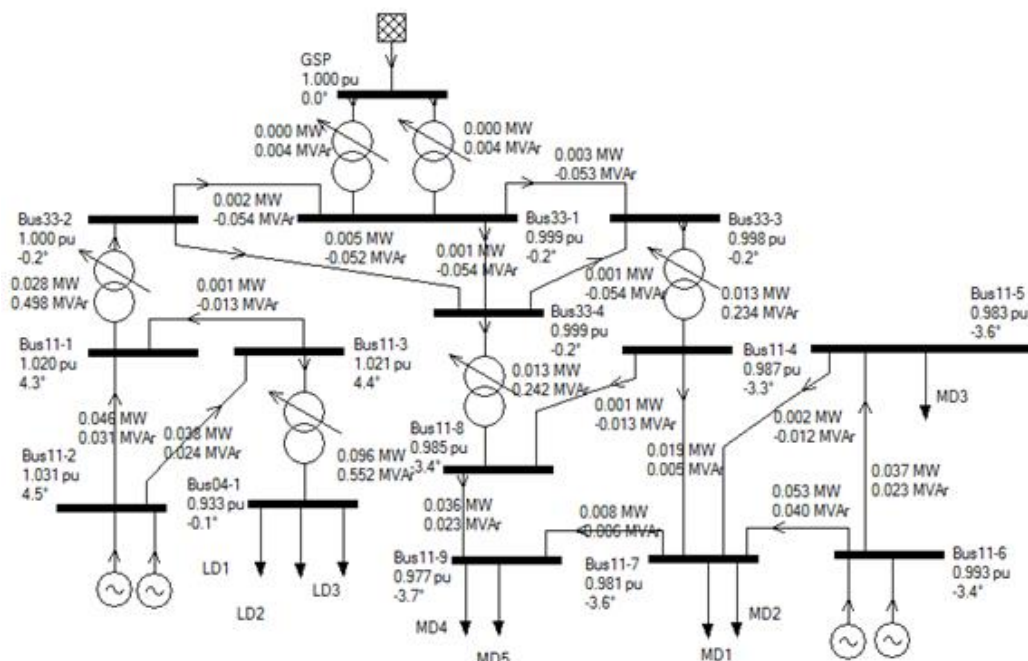 GSP
1.000 pu
0.0°
0.000 MW
0.004 MVAr
0.000 MW
0.004 MVAr
0.003 MW
-0.053 MVAr
0.002 MW
-0.054 MVAr
Bus33-2
1.000 pu
-0.2°
Bus33-1
0.999 pu
-0.2°
Bus33-3
0.998 pu
-0.2°
0.005 MW
-0.052 MVAr
0.001 MW
-0.054 MVAr
0.028 MW
0.498 MVAr
0.001 MW
-0.013 MVAr
0.001 MW
-0.054 MVAr
0.013 MW
0.234 MVAr
Bus11-5
0.983 pu
-3.6°
Bus33-4
0.999 pu
-0.2°
Bus11-1
1.020 pu
4.3°
Bus11-3
1.021 pu
4.4°
Bus11-4
0.987 pu
-3.3°
0.013 MW
0.242 MVAr
0.001 MW
-0.013 MVAr
0.002 MW
-0.012 MVAr
MD3
0.046 MW
0.031 MVAr
0.038 MW
0.024 MVAr
Bus11-8
0.985 pu
-3.4°
0.096 MW
0.552 MVAr
0.019 MW
0.005 MVAr
Bus11-2
1.031 pu
4.5°
Bus04-1
0.933 pu
-0.1°
0.037 MW
0.023 MVAr
0.036 MW
0.023 MVAr
0.008 MW
-0.006 MVAr
0.053 MW
0.040 MVAr
Bus11-9
0.977 pu
-3.7°
Bus11-7
0.981 pu
-3.6°
Bus11-6
0.993 pu
-3.4°
LD1
LD3
LD2
MD4
MD5
MD2
MD1